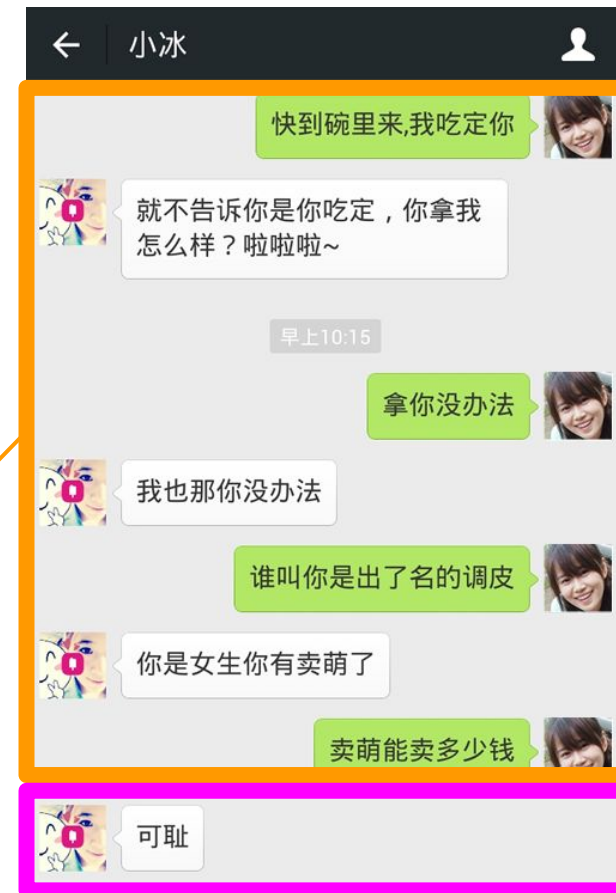 小冰
快到碗里来,我吃定你
就不告诉你是你吃定，你拿我
怎么样？啦啦啦~
早上10:15
拿你没办法
我也那你没办法
谁叫你是出了名的调皮
你是女生你有卖萌了
卖萌能卖多少钱
可耻